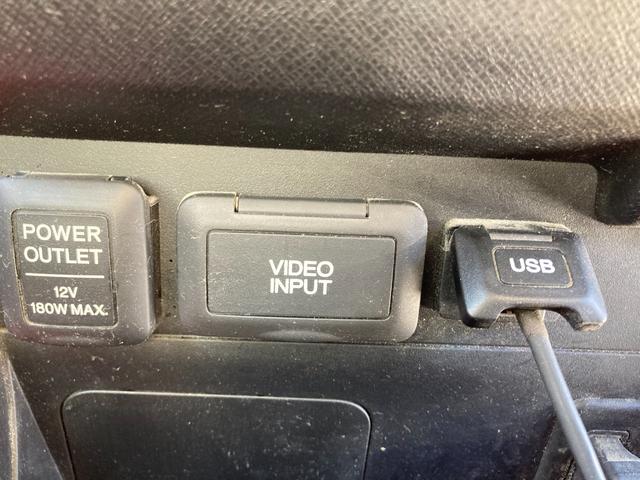 POWER
OUTLET
12V
180W MAX.
VIDEO
INPUT
USB